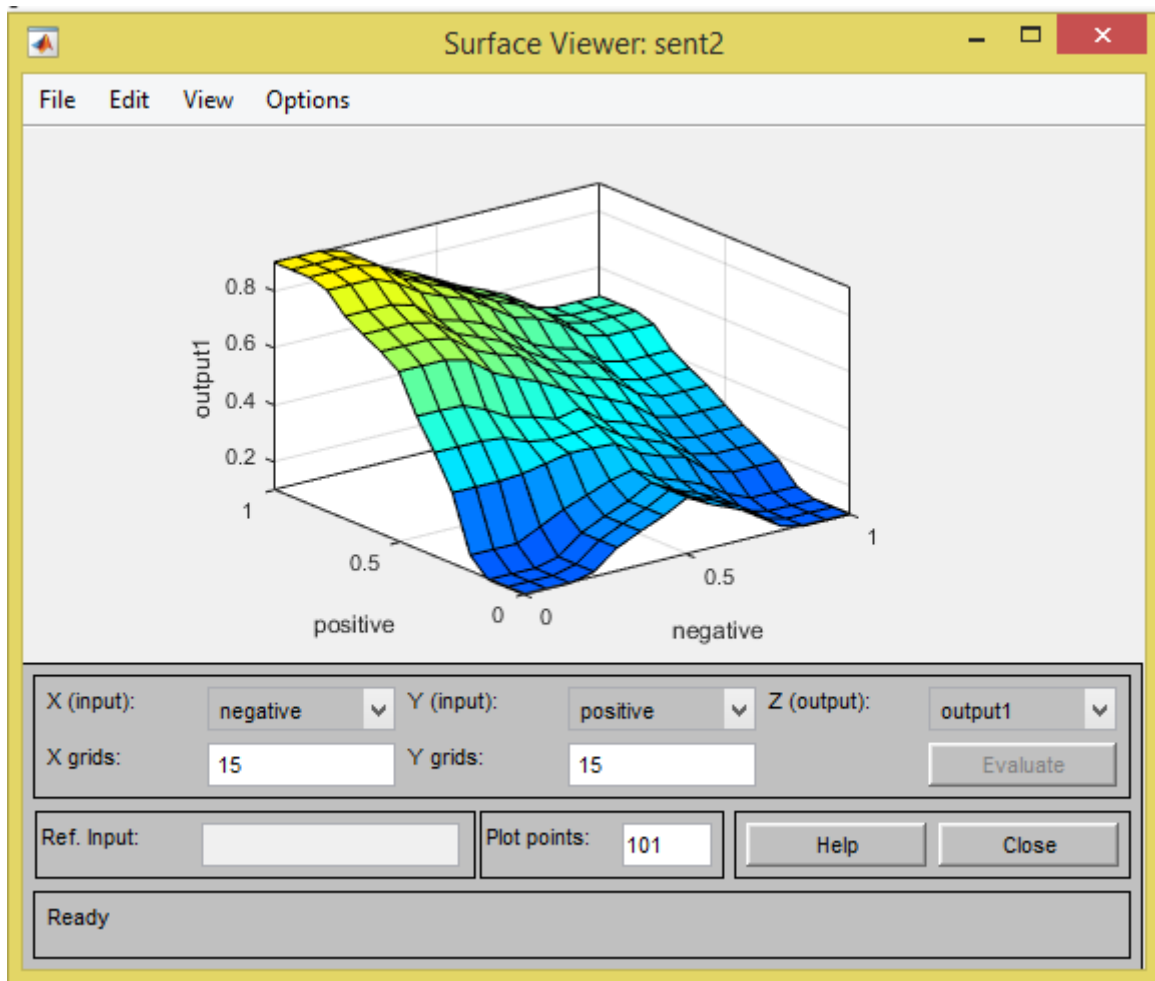 Surface Viewer: sent2
File Edit View Options
0.8
0.6
0.4
0.2
output1
1
0.5
0
positive
0
0.5
1
negative
X (input): negative Y (input): positive Z (output): output1
X grids: 15 Y grids: 15 Evaluate
Ref. Input: Plot points: 101 Help Close
Ready